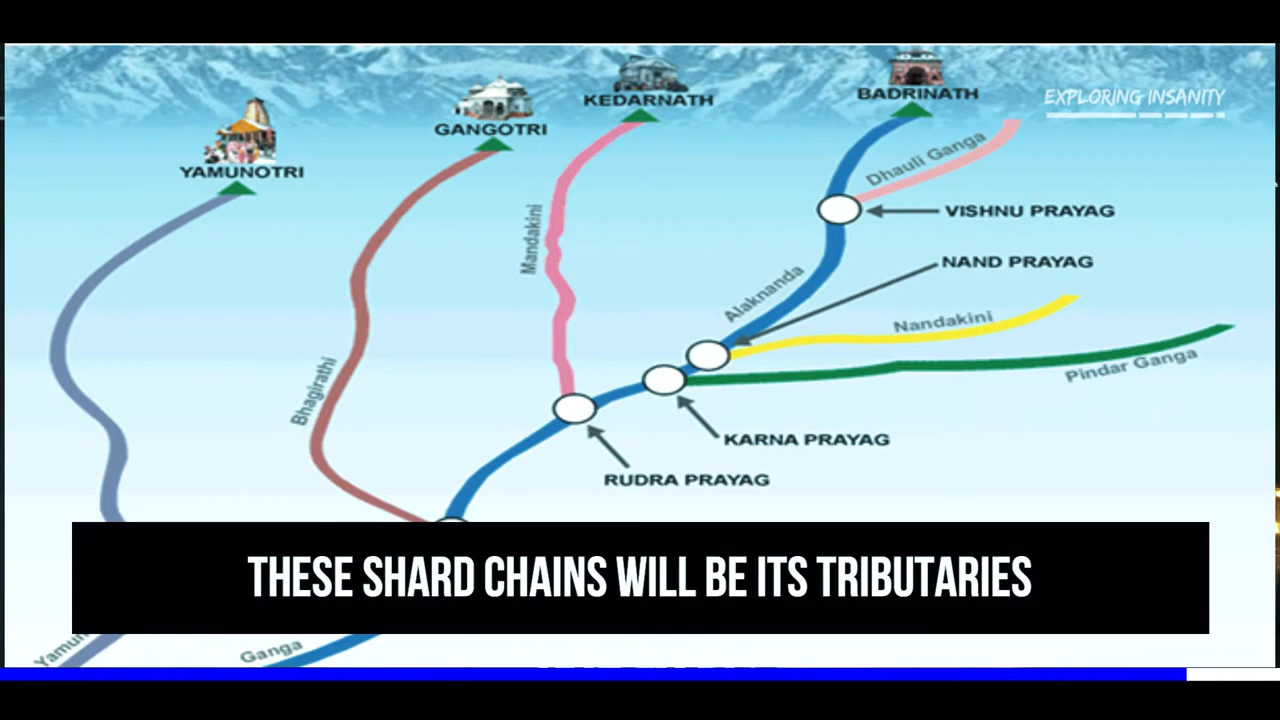 BADRINATH
KEDARNATH
EXPLORING INSANITY
GANGOTRI
YAMUNOTRI
Dhauli Ganga
VISHNU PRAYAG
Mandakini
NAND PRAYAG
Alaknanda
Nandakini
Pindar Ganga
Bhagirathi
KARNA PRAYAG
RUDRA PRAYAG
THESE SHARD CHAINS WILL BE ITS TRIBUTARIES
Ganga